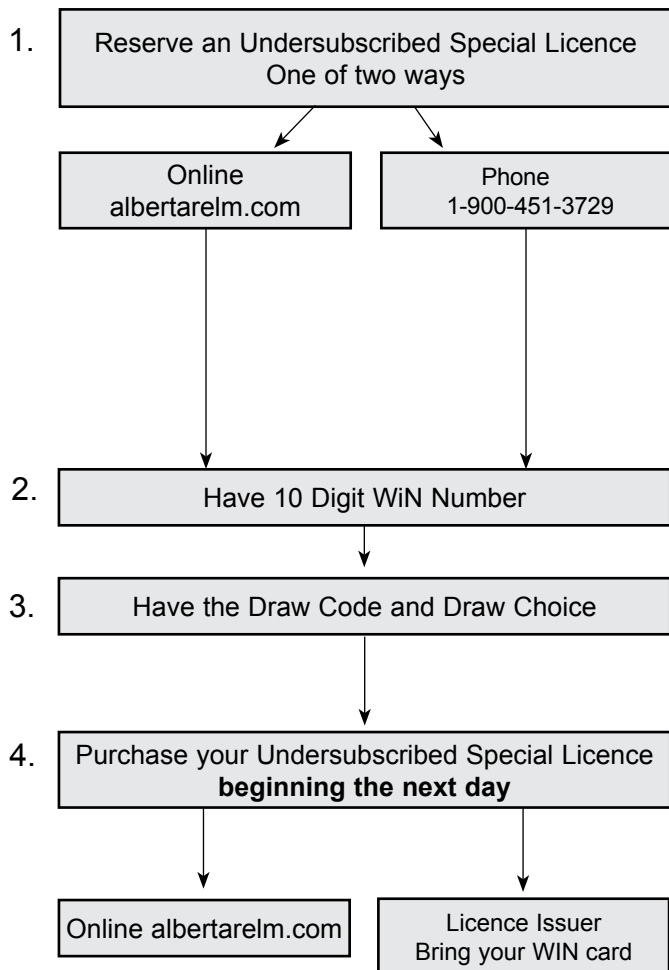 1.
Reserve an Undersubscribed Special Licence
One of two ways
Online
albertarelm.com
Phone
1-900-451-3729
2.
Have 10 Digit WiN Number
3.
Have the Draw Code and Draw Choice
4.
Purchase your Undersubscribed Special Licence
beginning the next day
Online albertarelm.com
Licence Issuer
Bring your WIN card